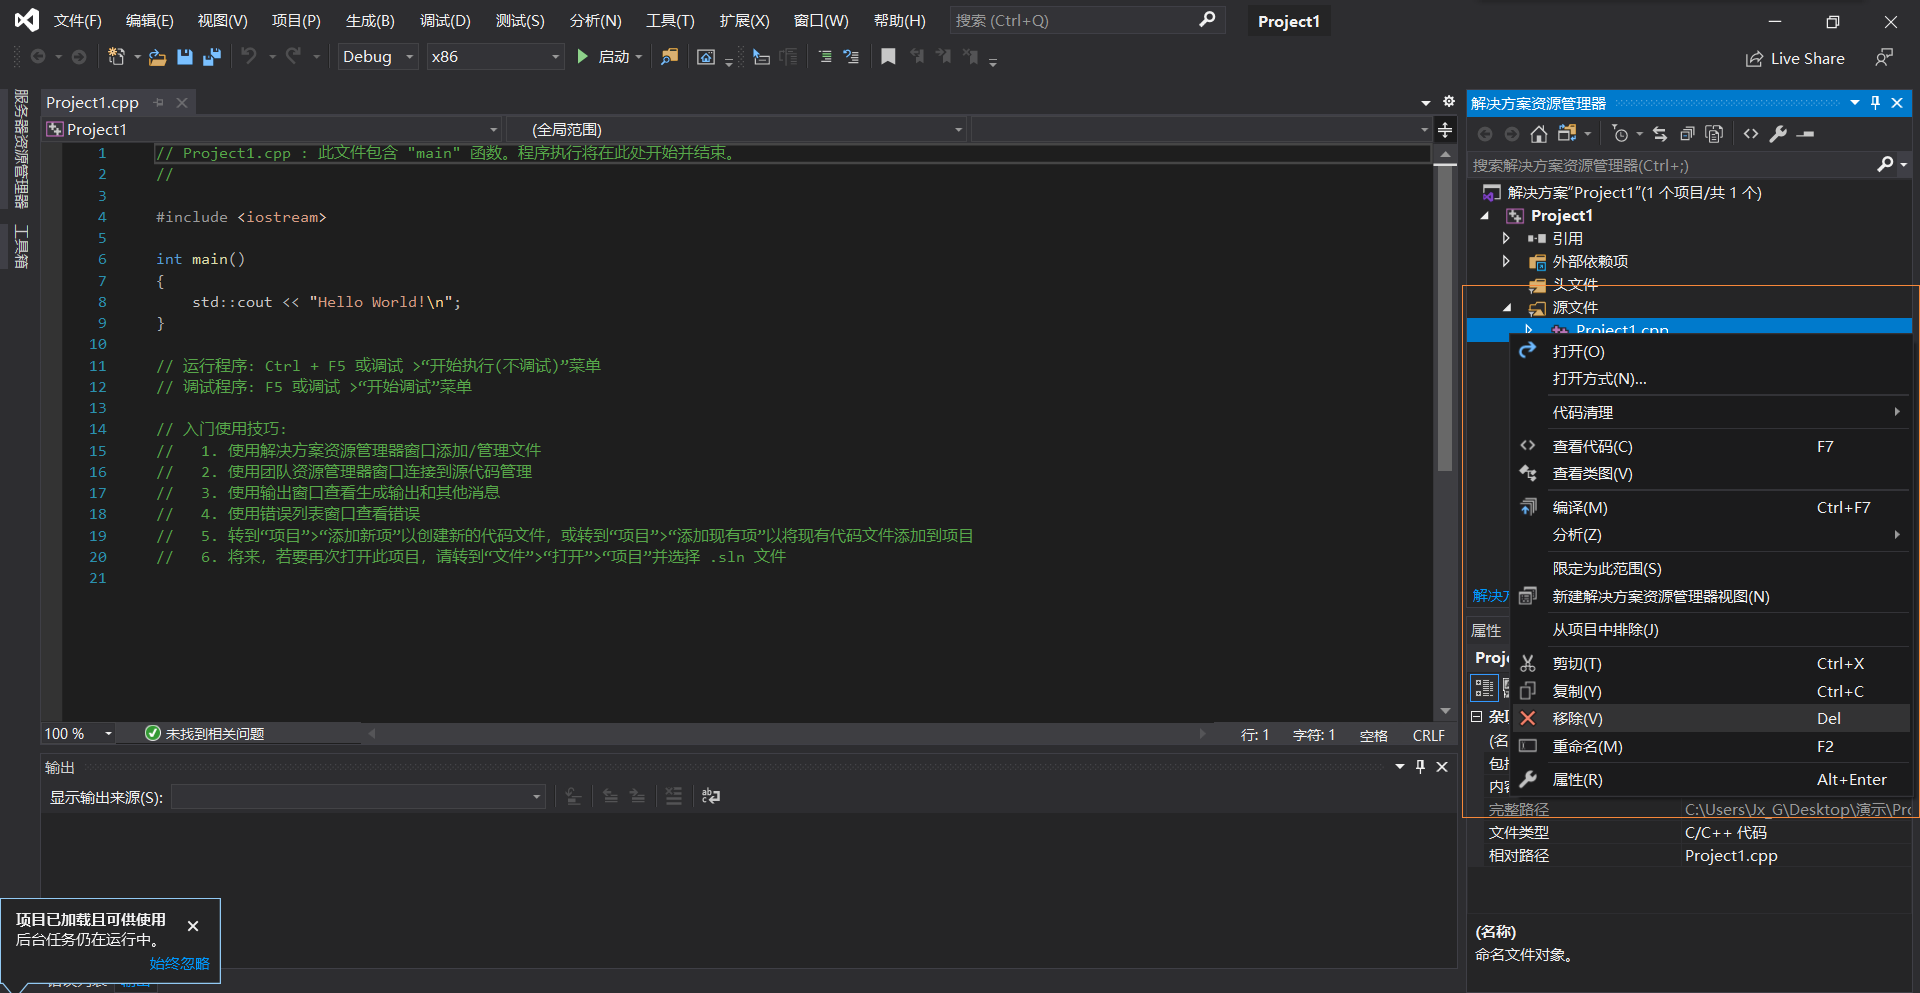 文件(F) 编辑(E) 视图(V) 项目(P) 生成(B) 调试(D) 测试(S) 分析(N) 工具(T) 扩展(X) 窗口(W) 帮助(H) 搜索 (Ctrl+Q) Project1
Debug x86 启动 Live Share
服务器资源管理器
工具箱
Project1.cpp
Project1 (全局范围)
1 // Project1.cpp : 此文件包含 "main" 函数。程序执行将在此处开始并结束。
2 //
3
4 #include <iostream>
5
6 int main()
7 {
8 std::cout << "Hello World!\n";
9 }
10
11 // 运行程序: Ctrl + F5 或调试 >“开始执行(不调试)”菜单
12 // 调试程序: F5 或调试 >“开始调试”菜单
13
14 // 入门使用技巧:
15 //   1. 使用解决方案资源管理器窗口添加/管理文件
16 //   2. 使用团队资源管理器窗口连接到源代码管理
17 //   3. 使用输出窗口查看生成输出和其他消息
18 //   4. 使用错误列表窗口查看错误
19 //   5. 转到“项目”>“添加新项”以创建新的代码文件，或转到“项目”>“添加现有项”以将现有代码文件添加到项目
20 //   6. 将来，若要再次打开此项目，请转到“文件”>“打开”>“项目”并选择 .sln 文件
21
100 % 未找到相关问题 行: 1 字符: 1 空格 CRLF
输出
显示输出来源(S):
项目已加载且可供使用
后台任务仍在运行中。
始终忽略
输出
解决方案资源管理器
搜索解决方案资源管理器(Ctrl+;)
解决方案“Project1”(1 个项目/共 1 个)
Project1
引用
外部依赖项
头文件
源文件
Project1.cpp
打开(O)
打开方式(N)...
代码清理
查看代码(C) F7
查看类图(V)
编译(M) Ctrl+F7
分析(Z)
限定为此范围(S)
新建解决方案资源管理器视图(N)
从项目中排除(J)
剪切(T) Ctrl+X
复制(Y) Ctrl+C
移除(V) Del
重命名(M) F2
属性(R) Alt+Enter
解决方
属性
Proj
杂项
(名
包括
内容
完整路径 C:\Users\Jx_G\Desktop\演示\Pro
文件类型 C/C++ 代码
相对路径 Project1.cpp
(名称)
命名文件对象。